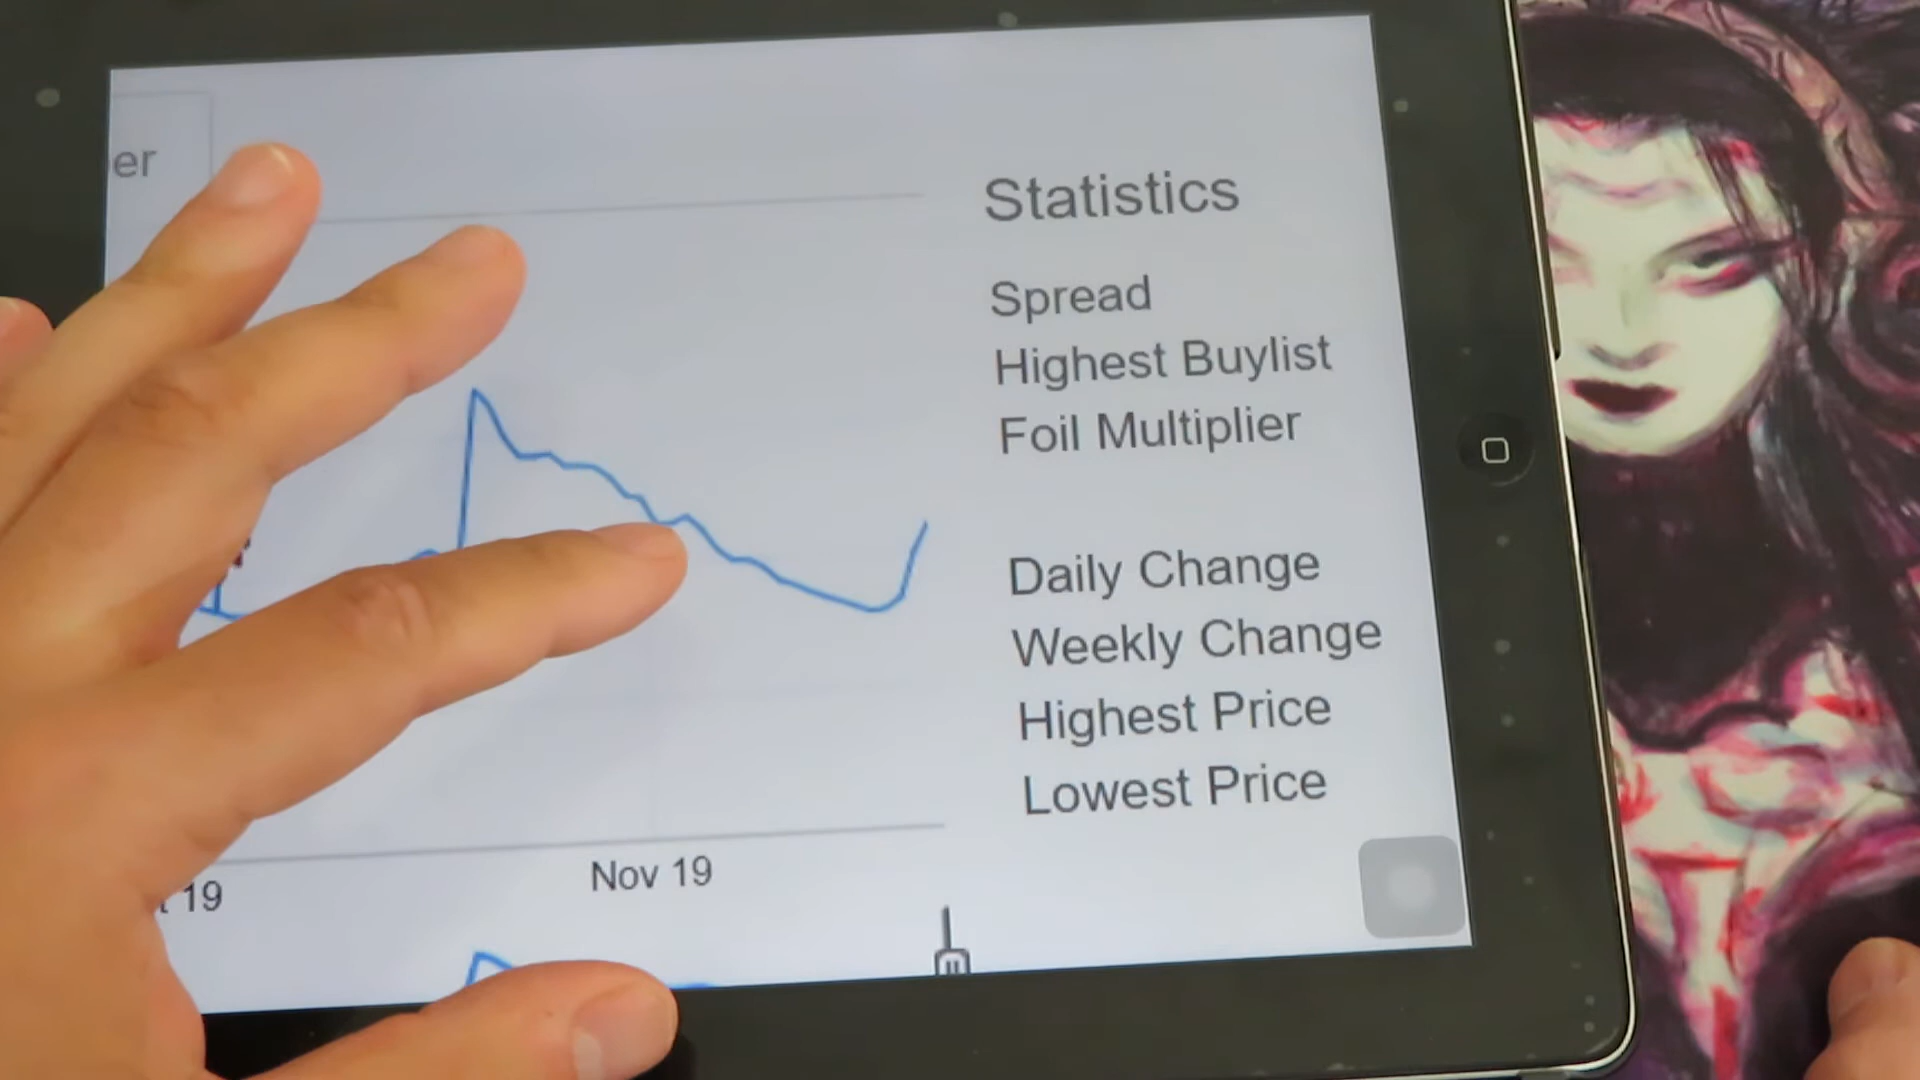 er
Statistics
Spread
Highest Buylist
Foil Multiplier
Daily Change
Weekly Change
Highest Price
Lowest Price
19
Nov 19